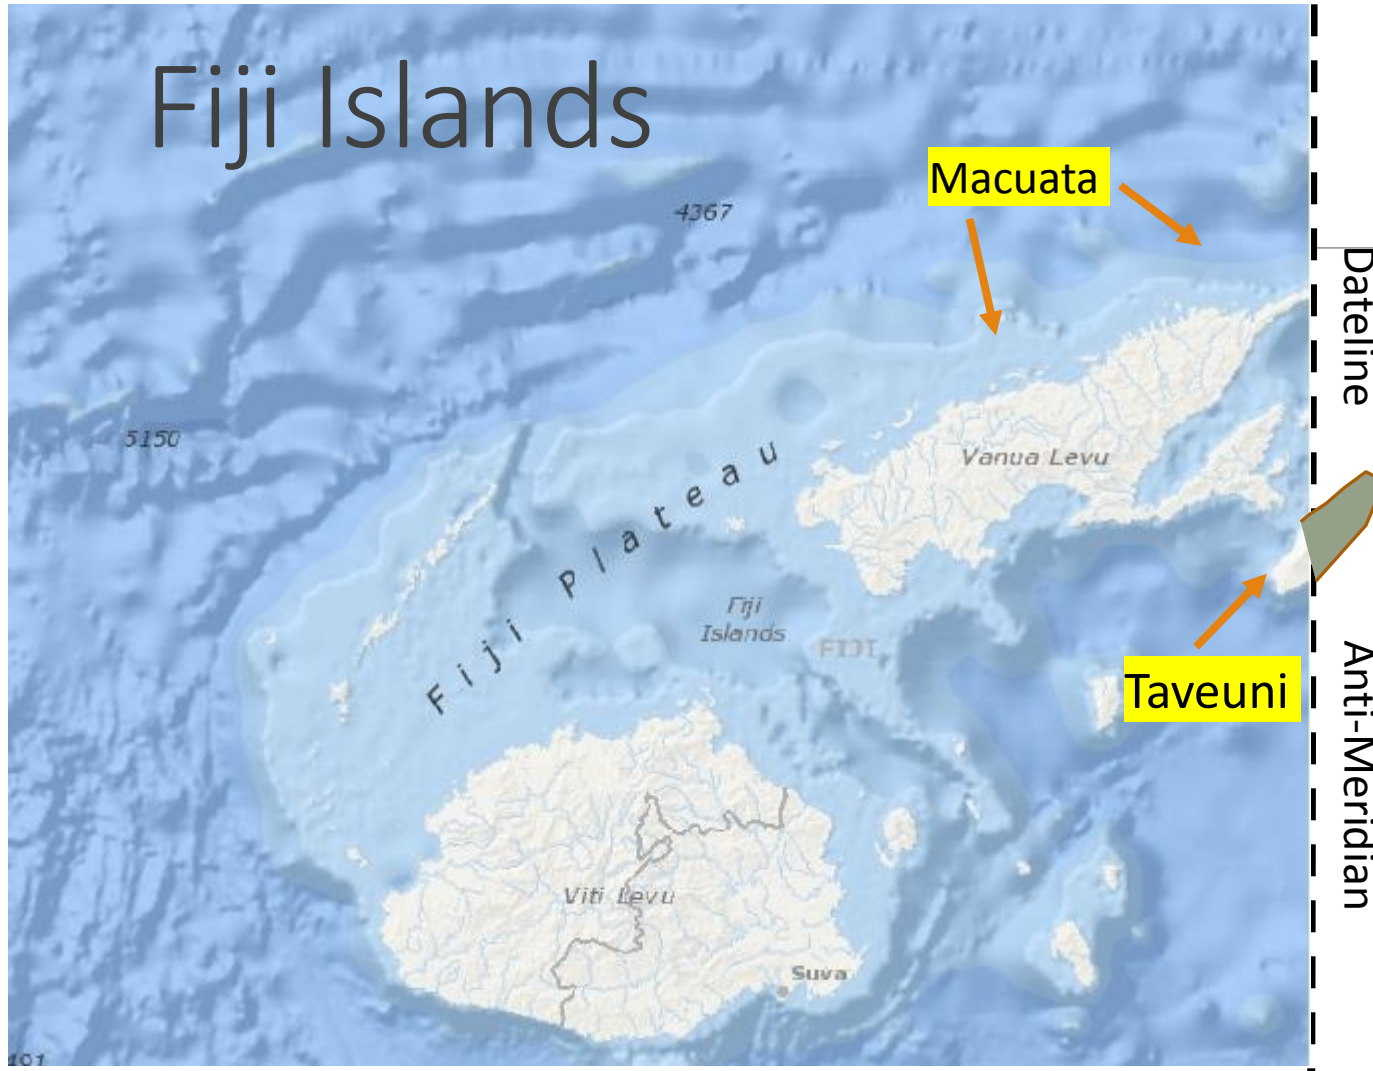 Fiji Islands
Macuata
4367
Dateline
5150
Vanua Levu
Fiji Plateau
Fiji
Islands
FIJI
Taveuni
Anti-Meridian
Viti Levu
Suva
491